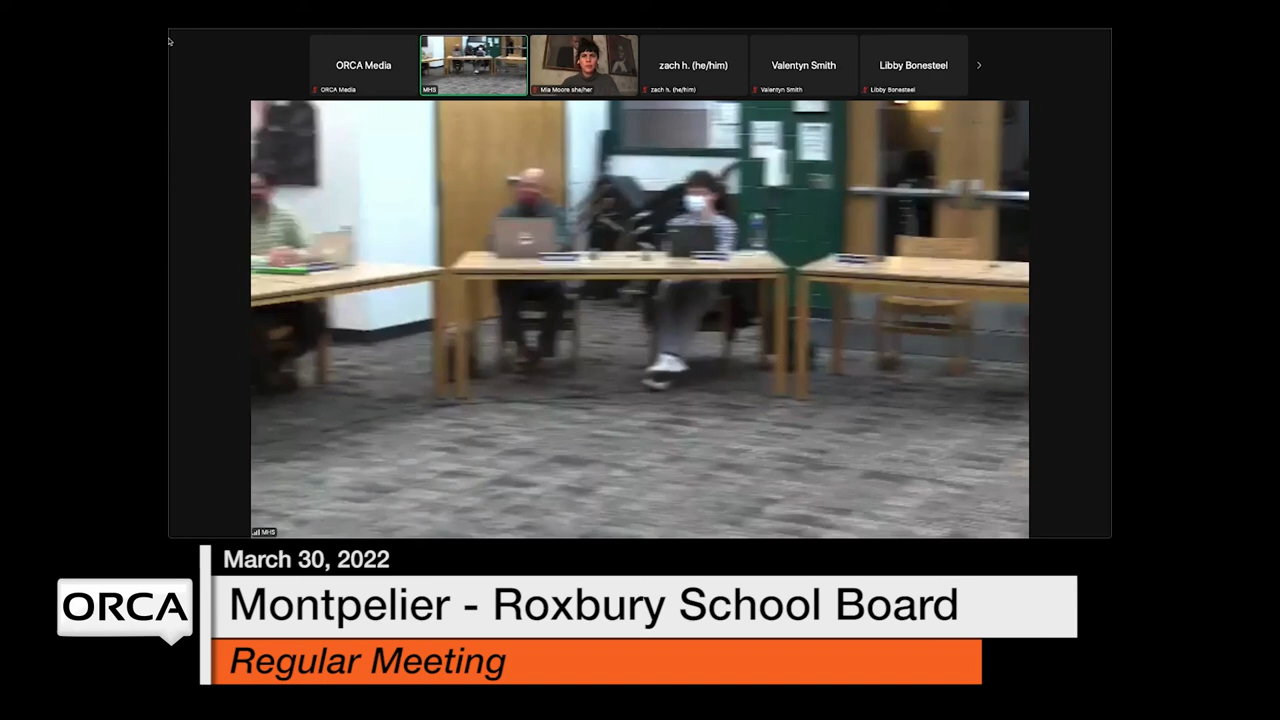 ORCA Media
zach h. (he/him)
Valentyn Smith
Libby Bonesteel
ORCA Media
MHS
Mia Moore she/her
zach h. (he/him)
Valentyn Smith
Libby Bonesteel
MHS
March 30, 2022
ORCA
Montpelier - Roxbury School Board
Regular Meeting